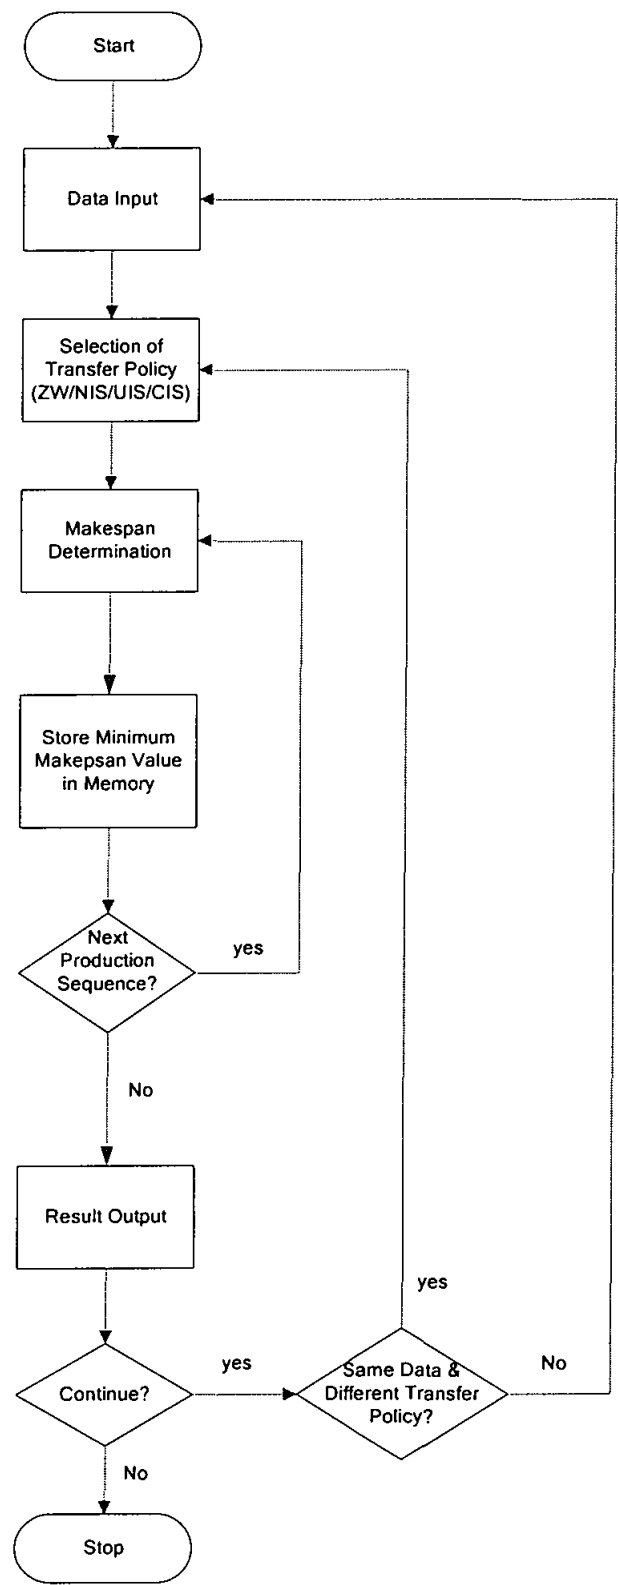 Start
Data Input
Selection of
Transfer Policy
(ZW/NIS/UIS/CIS)
Makespan
Determination
Store Minimum
Makepsan Value
in Memory
Next
Production
Sequence?
yes
No
Result Output
yes
Continue?
yes
Same Data &
Different Transfer
Policy?
No
No
Stop